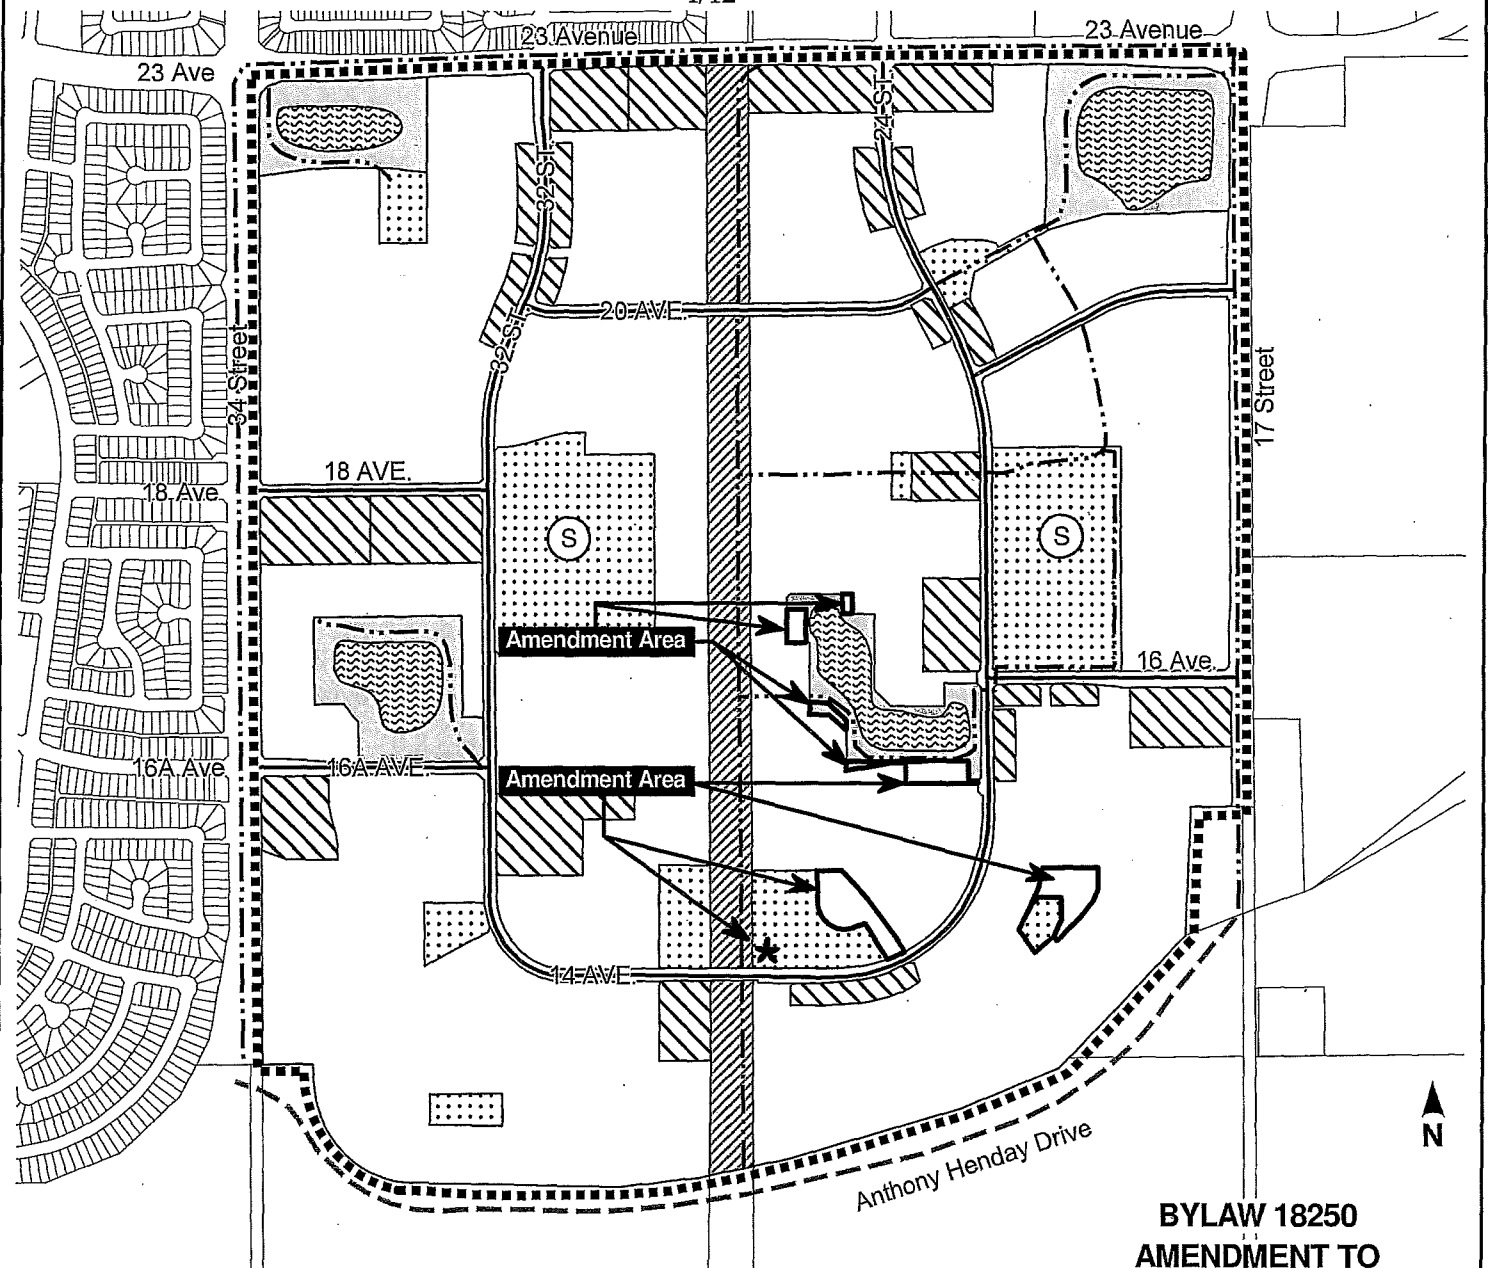 23 Avenue
23 Avenue
23 Ave
24 ST
32 ST.
20 AVE.
32 ST.
34 Street
17 Street
18 AVE.
18 Ave
S
S
Amendment Area
16 Ave.
16A Ave
16A AVE.
Amendment Area
14 AVE.
N
Anthony Henday Drive
BYLAW 18250
AMENDMENT TO